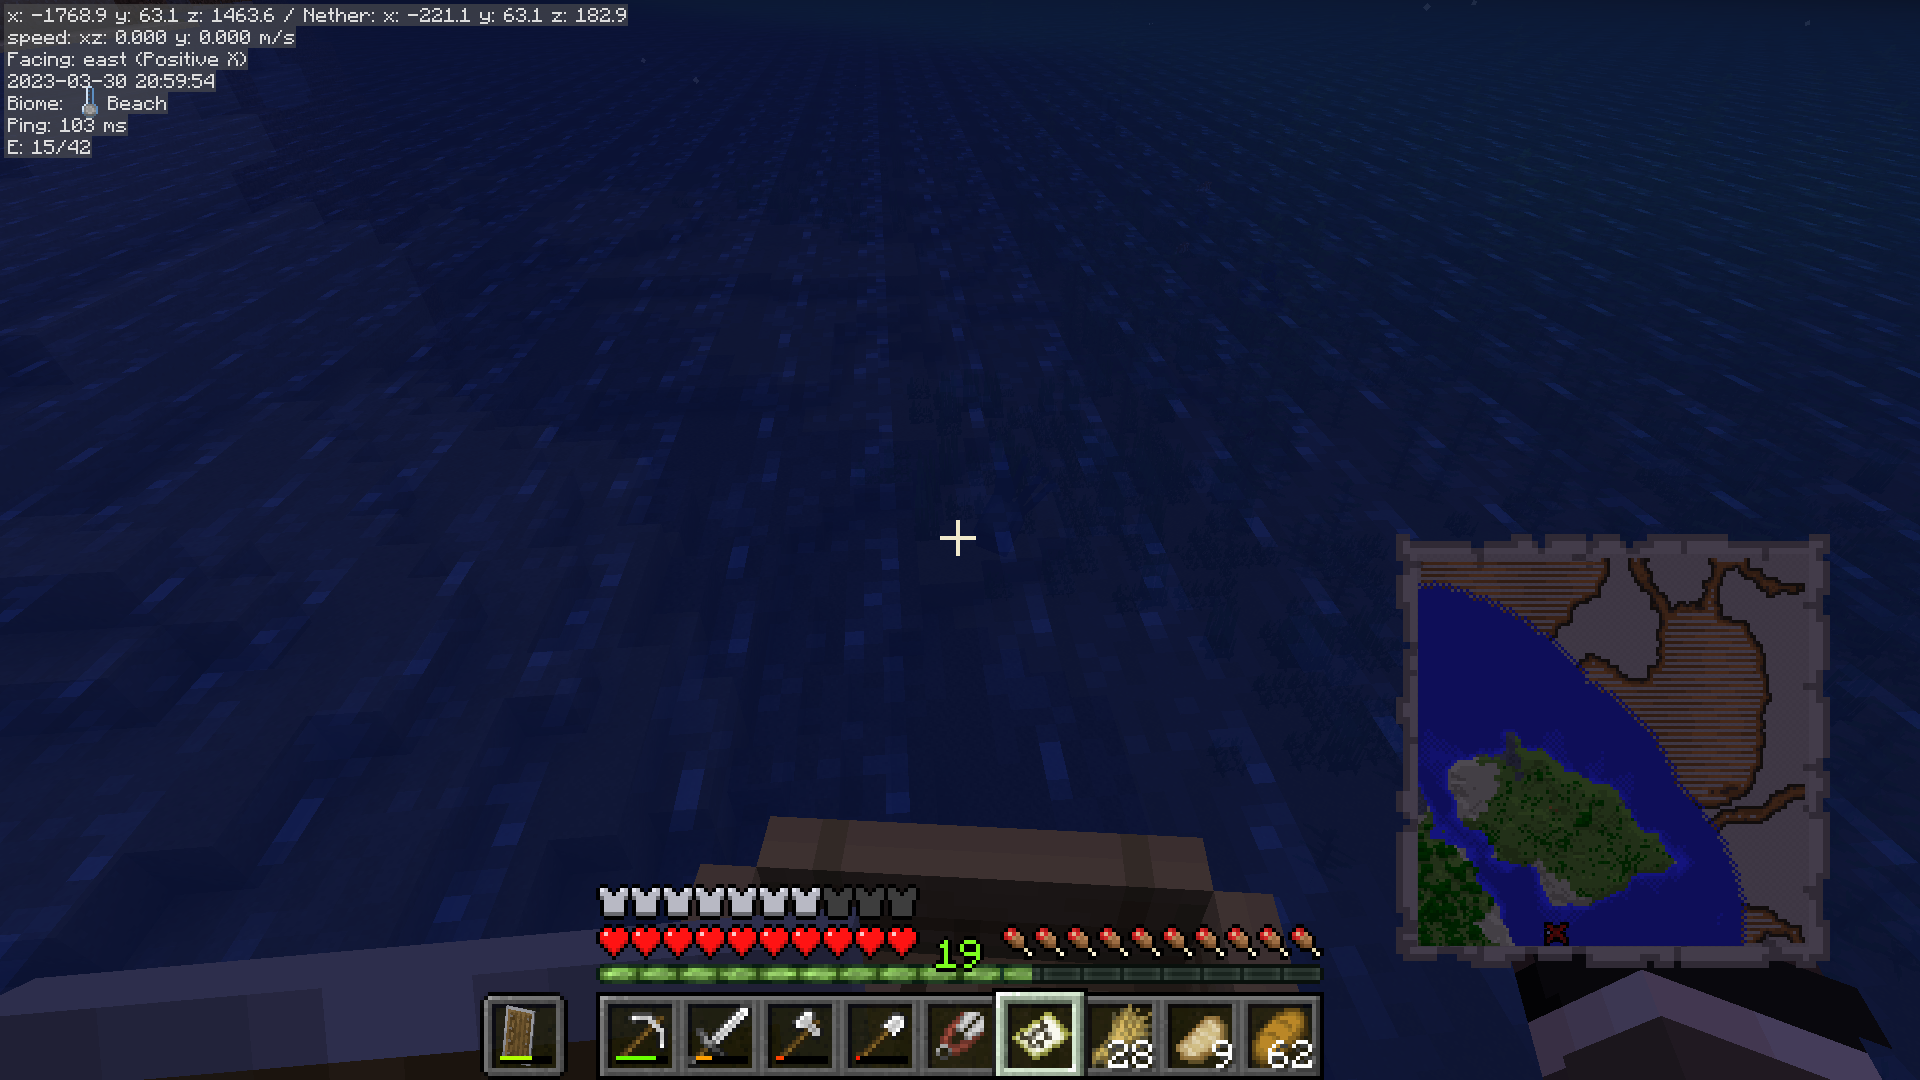 x: -1768.9 y: 63.1 z: 1463.6 / Nether: x: -221.1 y: 63.1 z: 182.9
speed: xz: 0.000 y: 0.000 m/s
Facing: east (Positive X)
2023-03-30 20:59:54
Biome: Beach
Ping: 103 ms
E: 15/42
19
28 9 62